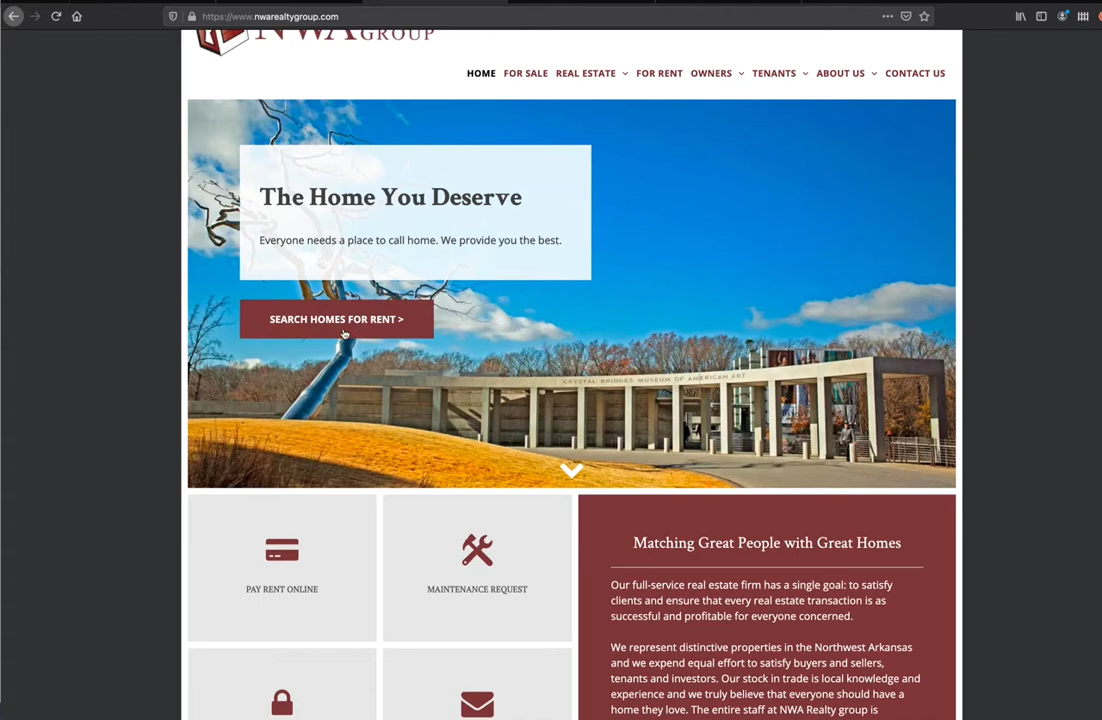 https://www.nwarealtygroup.com
NWA GROUP
HOME FOR SALE REAL ESTATE FOR RENT OWNERS TENANTS ABOUT US CONTACT US
The Home You Deserve
Everyone needs a place to call home. We provide you the best.
SEARCH HOMES FOR RENT >
CRYSTAL BRIDGES MUSEUM OF AMERICAN ART
PAY RENT ONLINE
MAINTENANCE REQUEST
Matching Great People with Great Homes
Our full-service real estate firm has a single goal: to satisfy
clients and ensure that every real estate transaction is as
successful and profitable for everyone concerned.
We represent distinctive properties in the Northwest Arkansas
and we expend equal effort to satisfy buyers and sellers,
tenants and investors. Our stock in trade is local knowledge and
experience and we truly believe that everyone should have a
home they love. The entire staff at NWA Realty group is